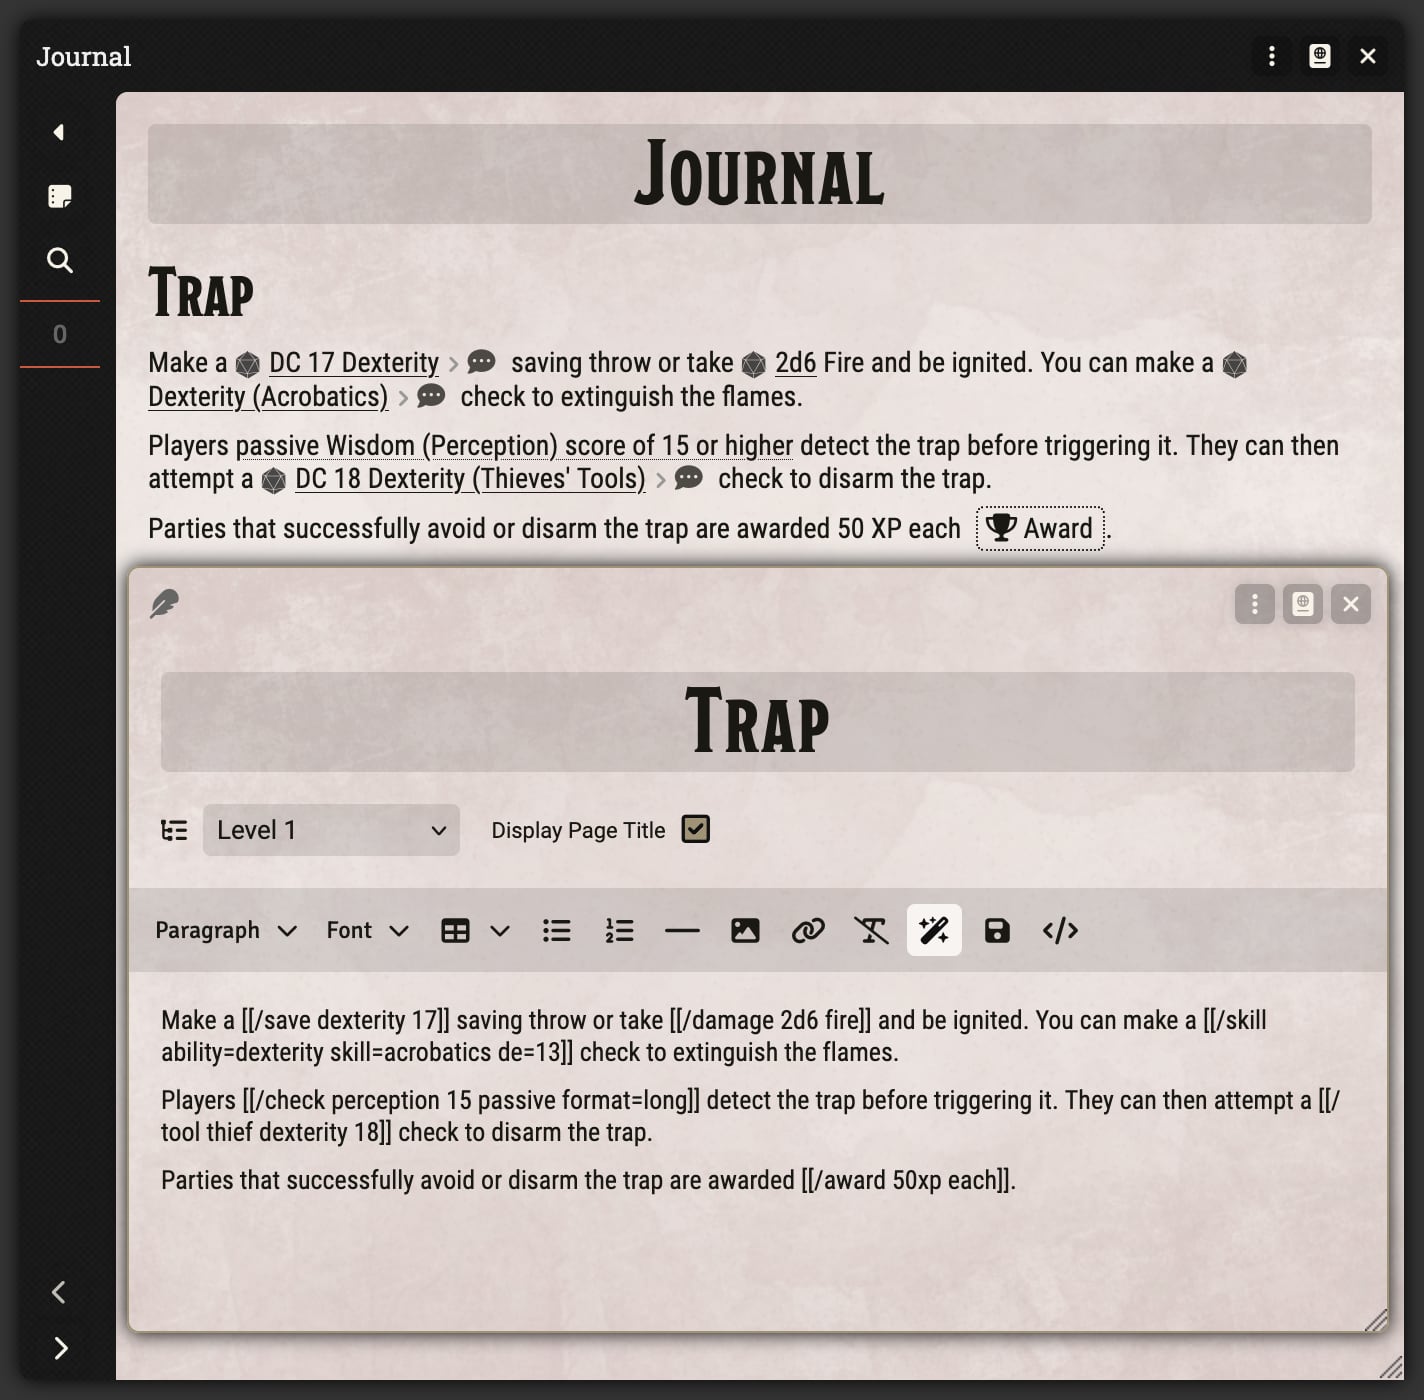 Journal
0
Journal
Trap
Make a DC 17 Dexterity saving throw or take 2d6 Fire and be ignited. You can make a
Dexterity (Acrobatics) check to extinguish the flames.
Players passive Wisdom (Perception) score of 15 or higher detect the trap before triggering it. They can then
attempt a DC 18 Dexterity (Thieves' Tools) check to disarm the trap.
Parties that successfully avoid or disarm the trap are awarded 50 XP each Award .
Trap
Level 1 Display Page Title
Paragraph Font
Make a [[/save dexterity 17]] saving throw or take [[/damage 2d6 fire]] and be ignited. You can make a [[/skill
ability=dexterity skill=acrobatics de=13]] check to extinguish the flames.
Players [[/check perception 15 passive format=long]] detect the trap before triggering it. They can then attempt a [[/
tool thief dexterity 18]] check to disarm the trap.
Parties that successfully avoid or disarm the trap are awarded [[/award 50xp each]].